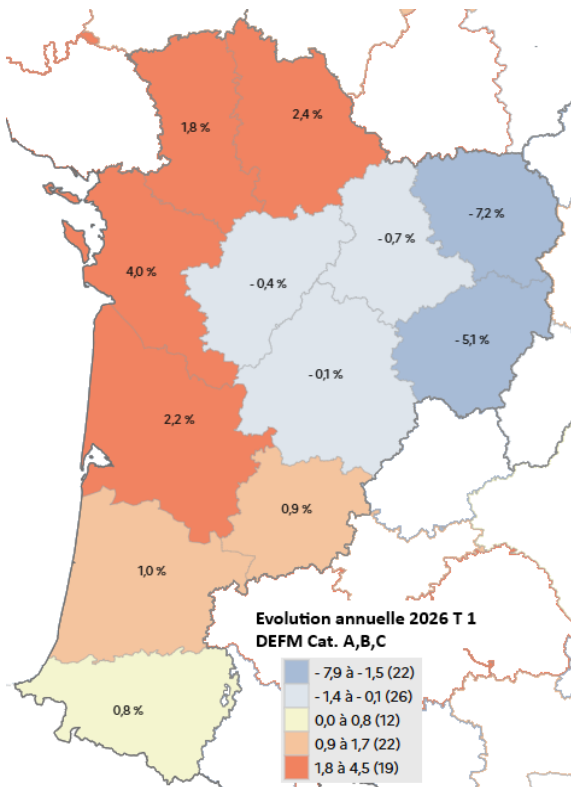 2,4 %
1,8 %
- 7,2 %
- 0,7 %
4,0 %
- 0,4 %
- 5,1 %
- 0,1 %
2,2 %
0,9 %
1,0 %
Evolution annuelle 2026 T 1
DEFM Cat. A,B,C
- 7,9 à - 1,5 (22)
- 1,4 à - 0,1 (26)
0,0 à 0,8 (12)
0,9 à 1,7 (22)
1,8 à 4,5 (19)
0,8 %